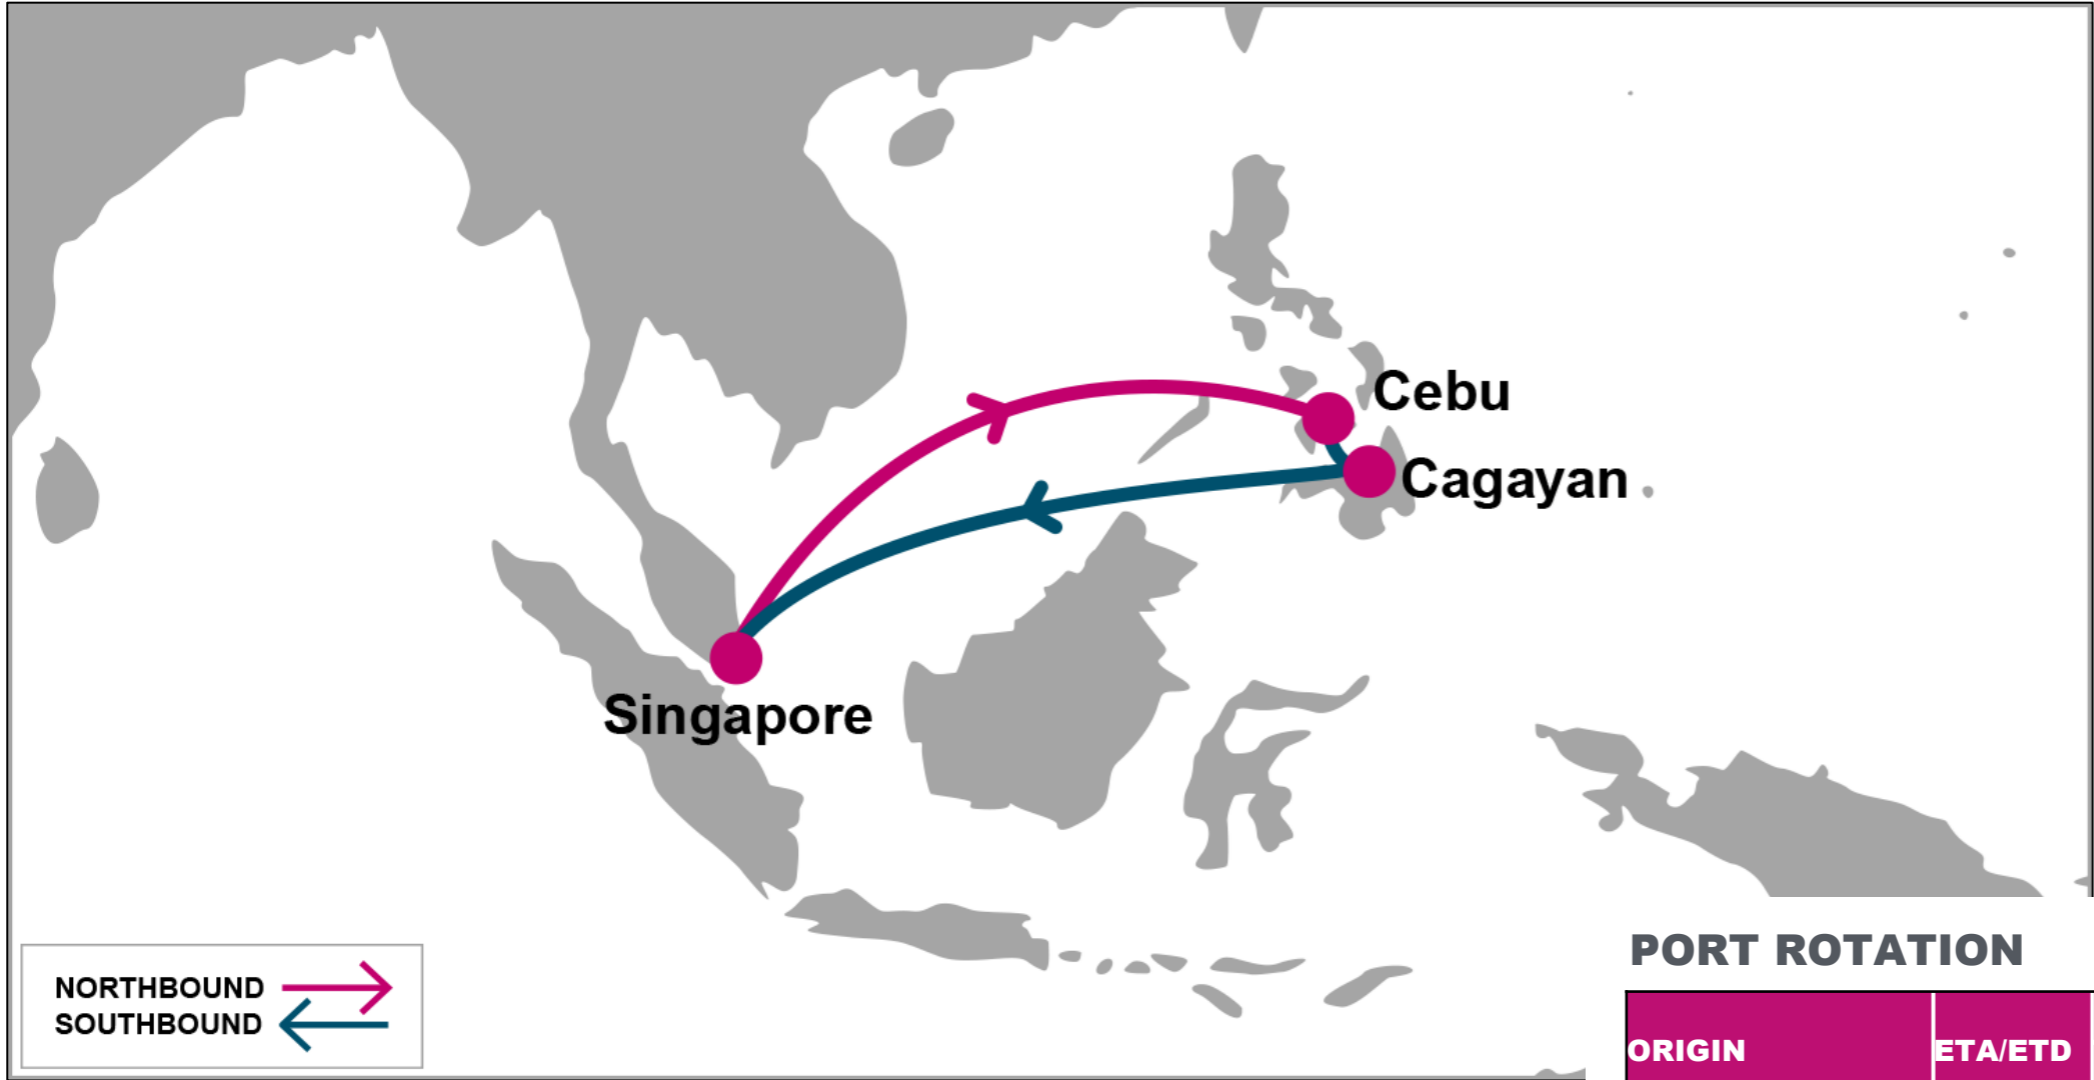 Cebu
Cagayan
Singapore
NORTHBOUND
SOUTHBOUND
PORT ROTATION
ORIGIN ETA/ETD